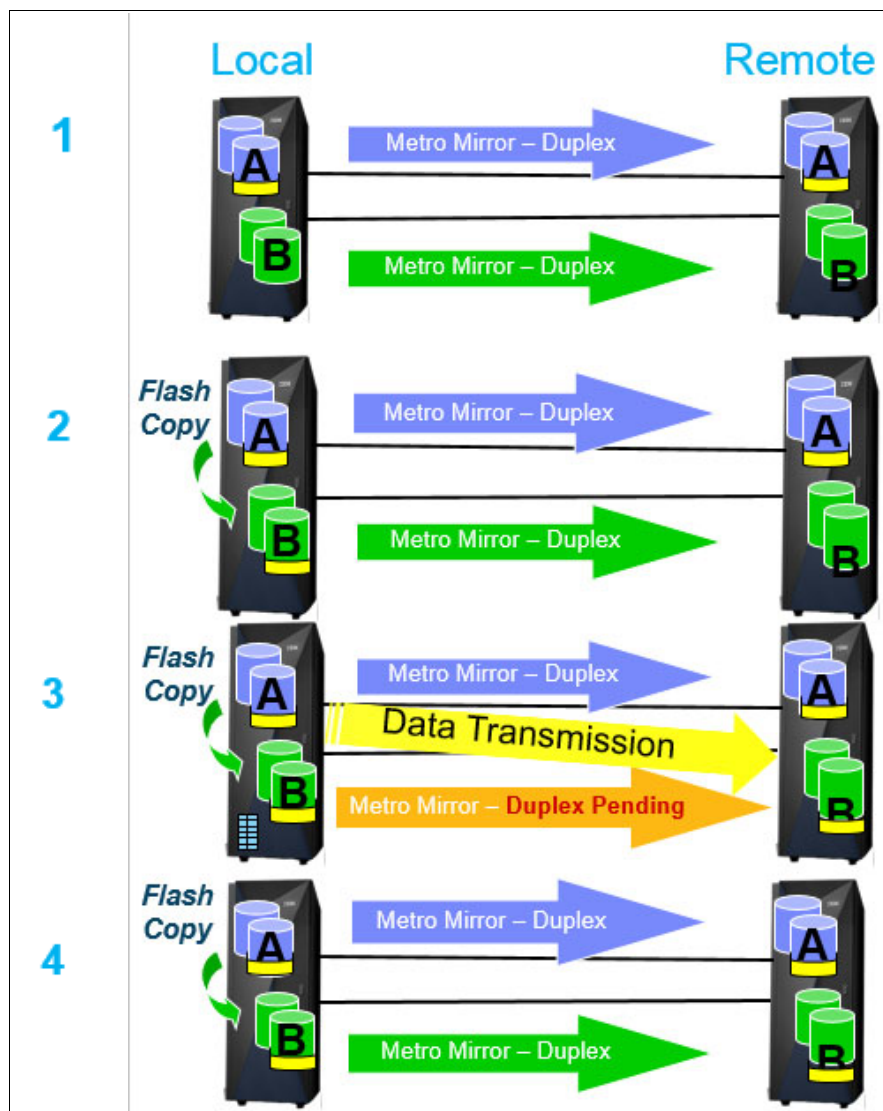 Local
Remote
1
A
B
Metro Mirror – Duplex
Metro Mirror – Duplex
A
B
2
Flash
Copy
A
B
Metro Mirror – Duplex
Metro Mirror – Duplex
A
B
3
Flash
Copy
A
B
Metro Mirror – Duplex
Data Transmission
Metro Mirror – Duplex Pending
A
B
4
Flash
Copy
A
B
Metro Mirror – Duplex
Metro Mirror – Duplex
A
B